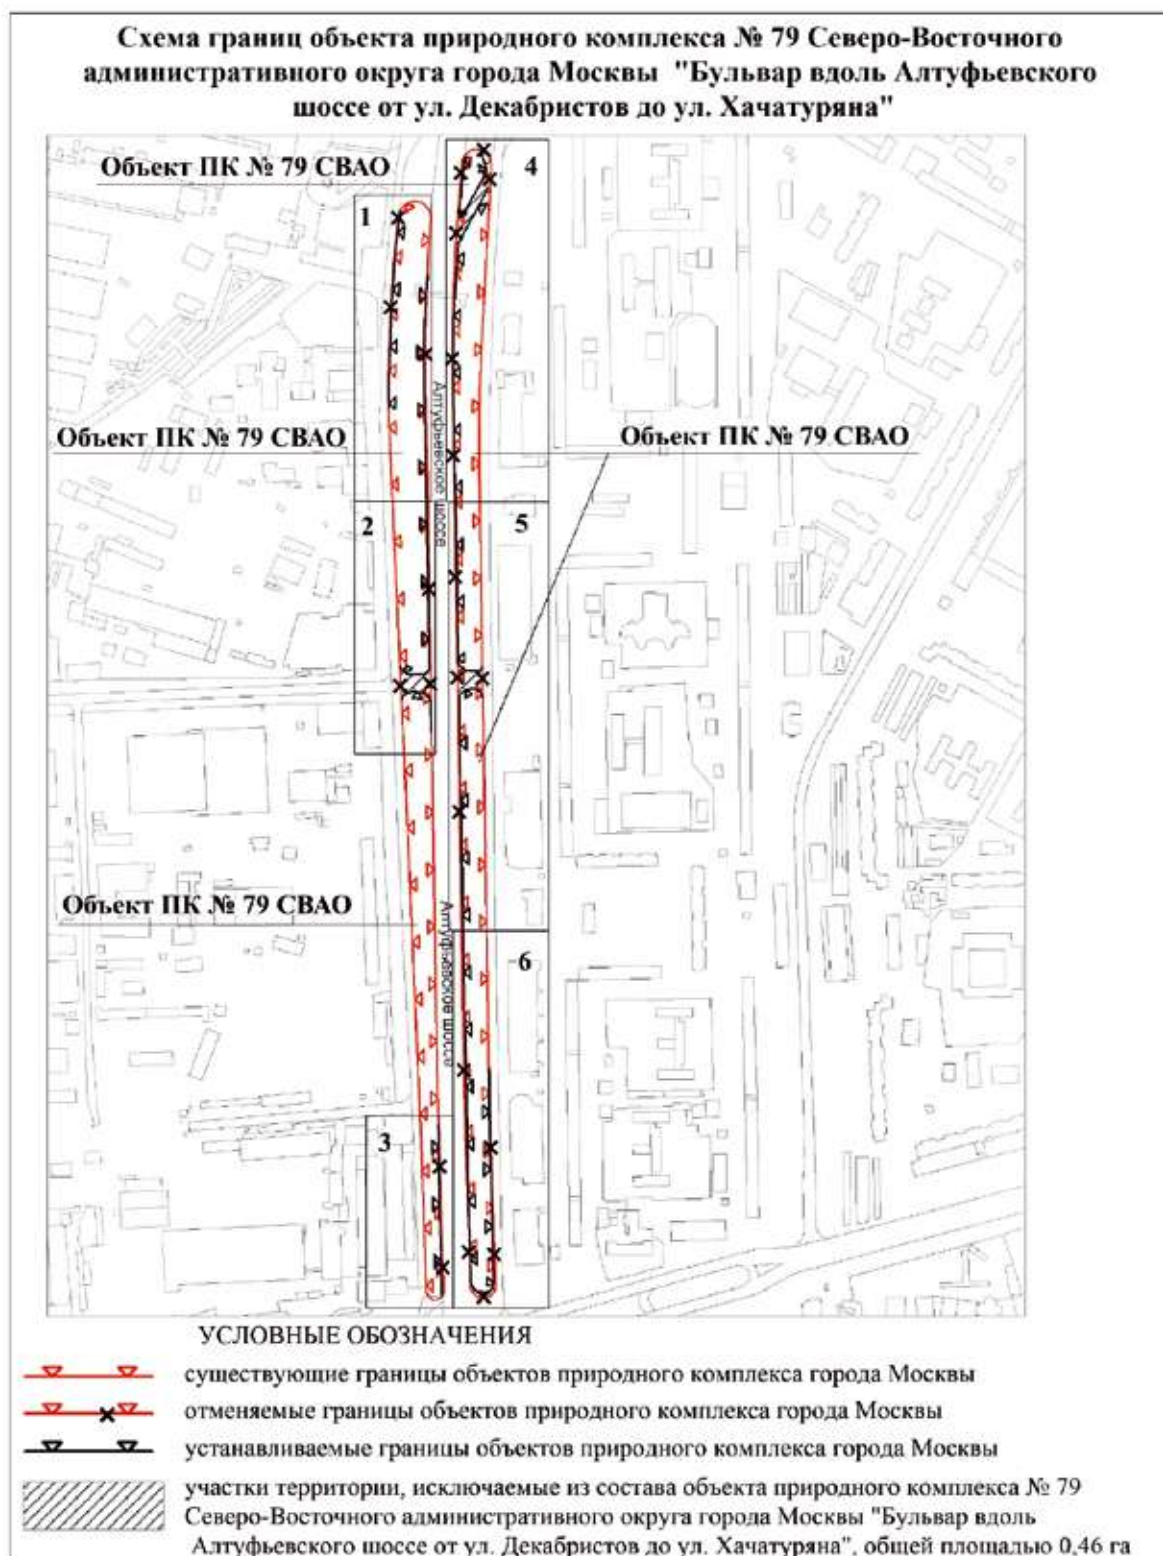 Схема границ объекта природного комплекса № 79 Северо-Восточного
административного округа города Москвы "Бульвар вдоль Алтуфьевского
шоссе от ул. Декабристов до ул. Хачатуряна"
Объект ПК № 79 СВАО
4
1
Алтуфьевское шоссе
Объект ПК № 79 СВАО
Объект ПК № 79 СВАО
2
5
Объект ПК № 79 СВАО
Алтуфьевское шоссе
6
3
УСЛОВНЫЕ ОБОЗНАЧЕНИЯ
существующие границы объектов природного комплекса города Москвы
отменяемые границы объектов природного комплекса города Москвы
устанавливаемые границы объектов природного комплекса города Москвы
участки территории, исключаемые из состава объекта природного комплекса № 79
Северо-Восточного административного округа города Москвы "Бульвар вдоль
Алтуфьевского шоссе от ул. Декабристов до ул. Хачатуряна", общей площадью 0,46 га